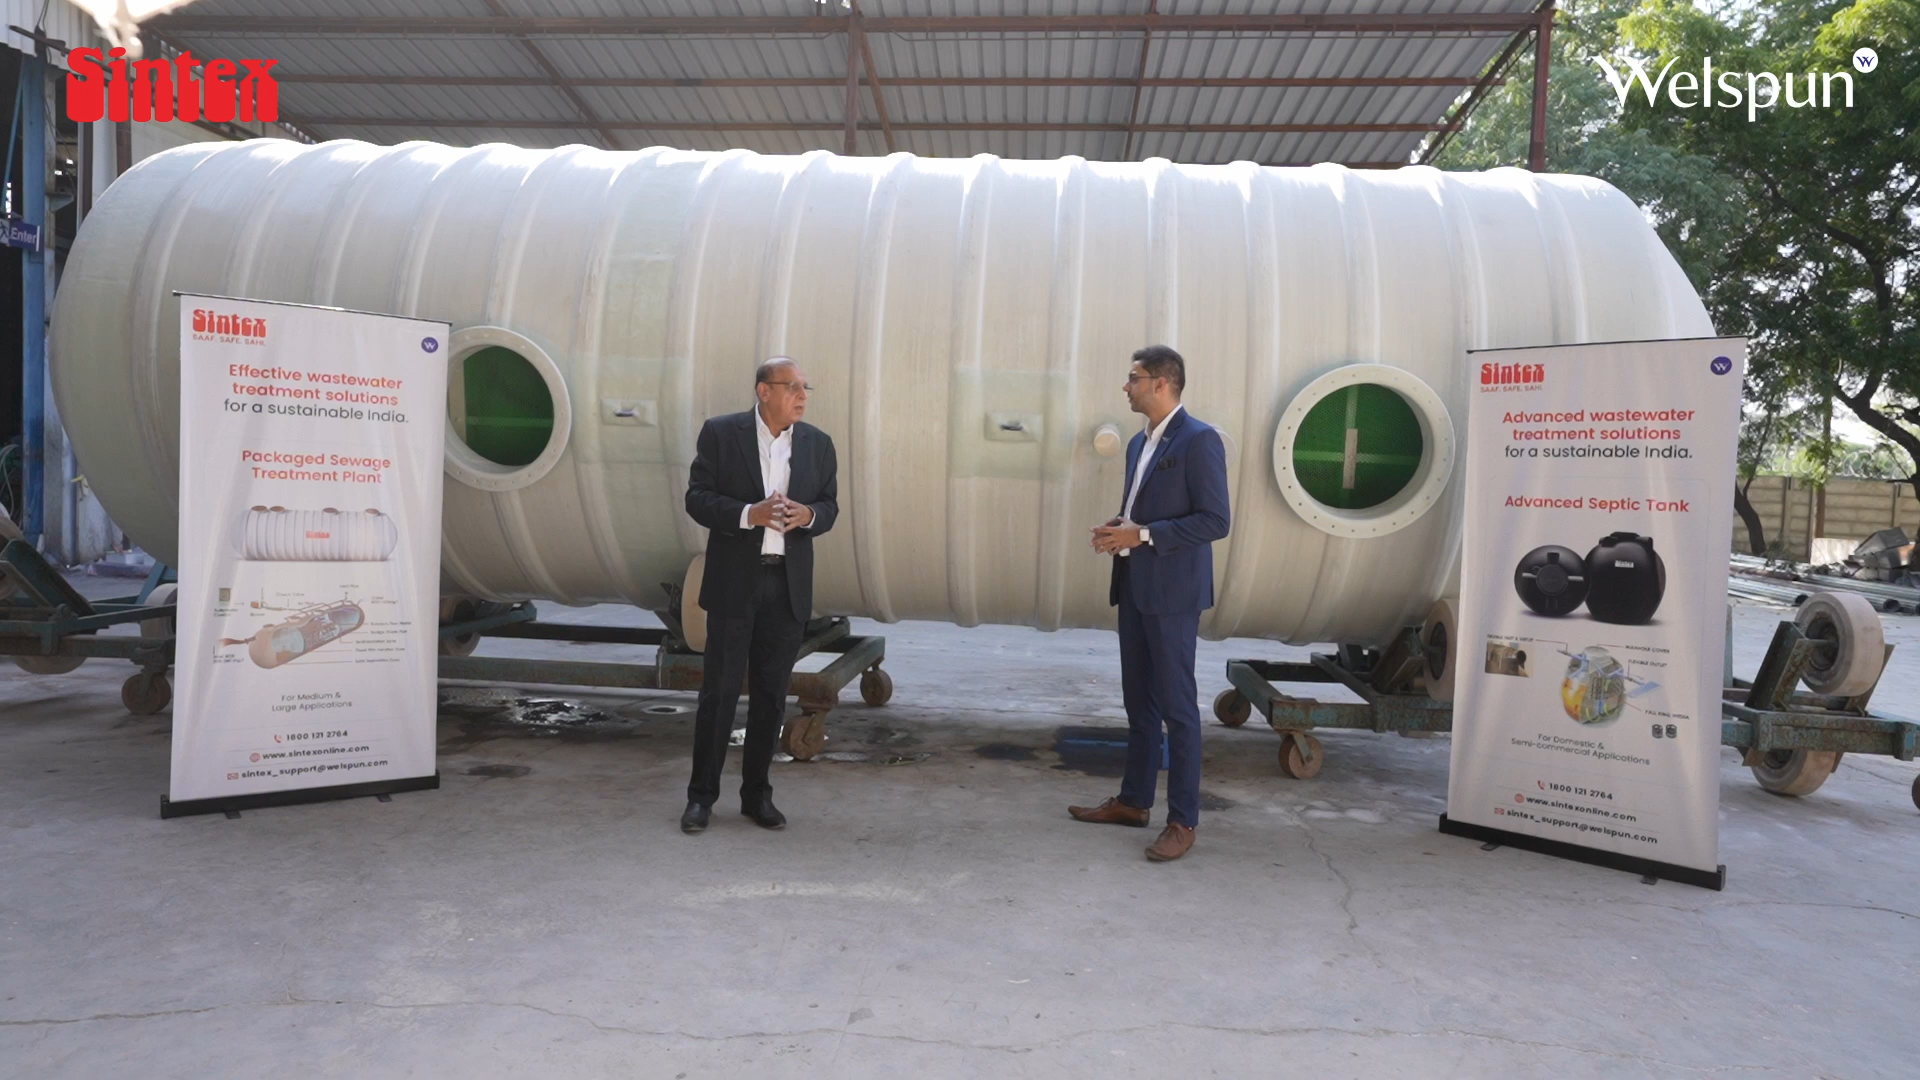 Sintex
Welspun
W
Enter
Sintex
SAAF. SAFE. SAHI.
W
Effective wastewater
treatment solutions
for a sustainable India.
Packaged Sewage
Treatment Plant
Sintex
For Medium &
Large Applications
1800 121 2764
www.sintexonline.com
sintex_support@welspun.com
Sintex
SAAF. SAFE. SAHI.
W
Advanced wastewater
treatment solutions
for a sustainable India.
Advanced Septic Tank
MANHOLE COVER
For Domestic &
Semi-commercial Applications
1800 121 2764
www.sintexonline.com
sintex_support@welspun.com